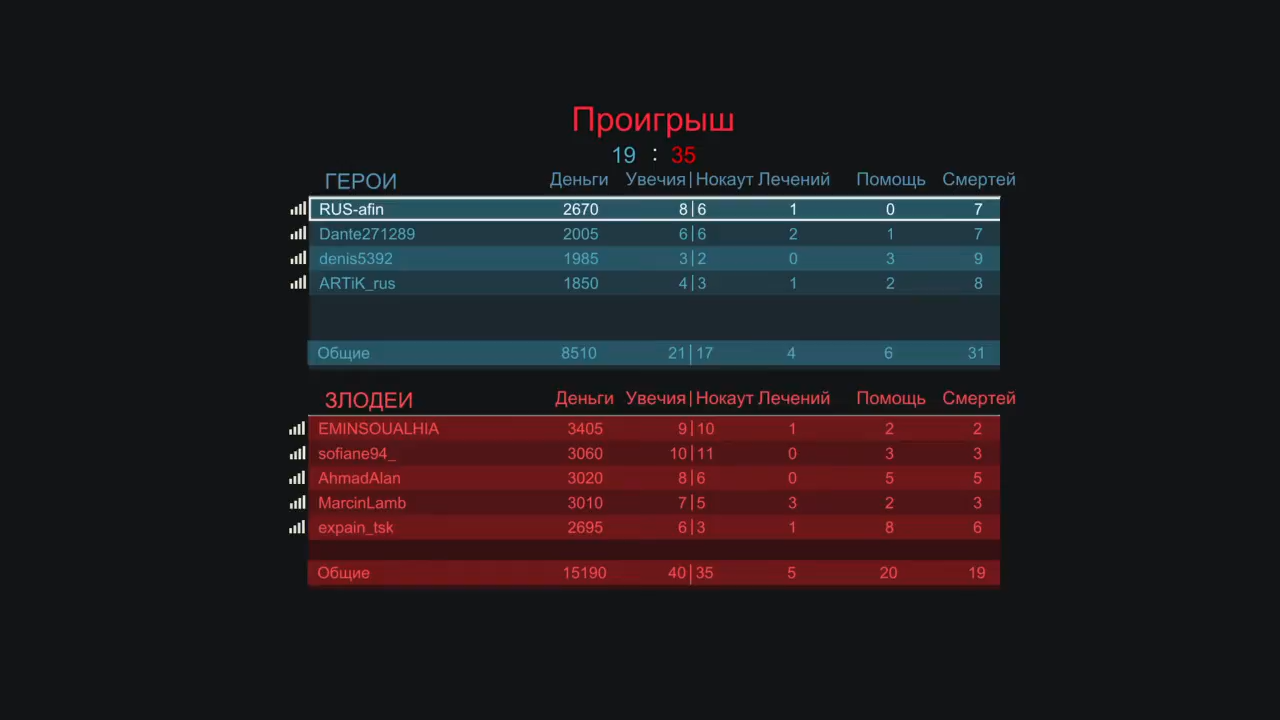 Проигрыш
19 : 35
ГЕРОИ Деньги Увечия|Нокаут Лечений Помощь Смертей
RUS-afin 2670 8|6 1 0 7
Dante271289 2005 6|6 2 1 7
denis5392 1985 3|2 0 3 9
ARTiK_rus 1850 4|3 1 2 8
Общие 8510 21|17 4 6 31
ЗЛОДЕИ Деньги Увечия|Нокаут Лечений Помощь Смертей
EMINSOUALHIA 3405 9|10 1 2 2
sofiane94_ 3060 10|11 0 3 3
AhmadAlan 3020 8|6 0 5 5
MarcinLamb 3010 7|5 3 2 3
expain_tsk 2695 6|3 1 8 6
Общие 15190 40|35 5 20 19